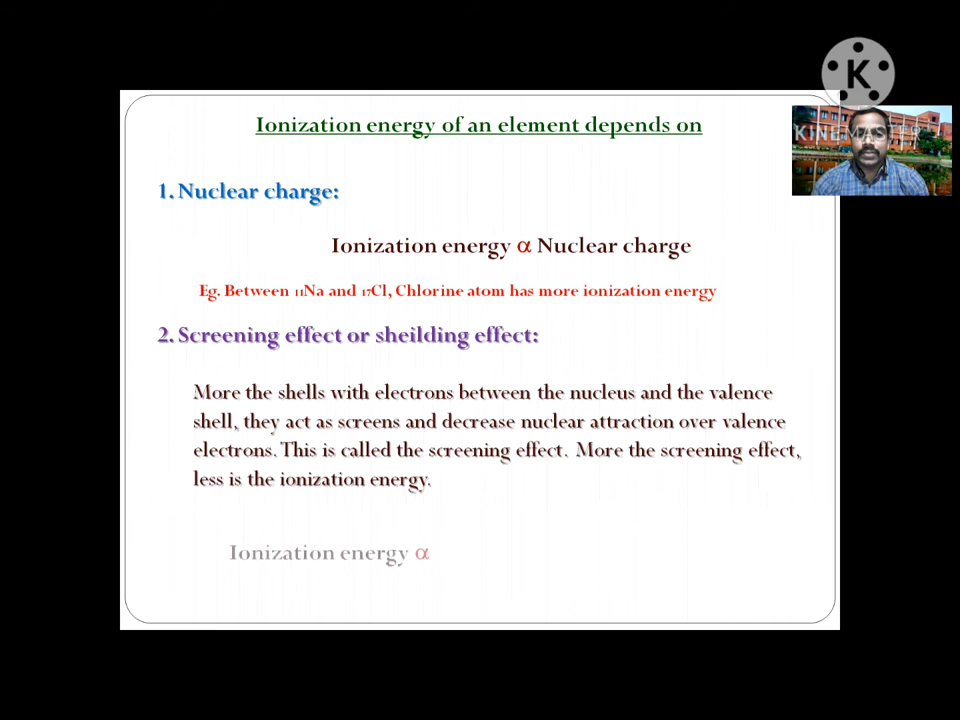 K
KINEMASTER
Ionization energy of an element depends on
1. Nuclear charge:
Ionization energy α Nuclear charge
Eg. Between ₁₁Na and ₁₇Cl, Chlorine atom has more ionization energy
2. Screening effect or sheilding effect:
More the shells with electrons between the nucleus and the valence
shell, they act as screens and decrease nuclear attraction over valence
electrons. This is called the screening effect. More the screening effect,
less is the ionization energy.
Ionization energy α